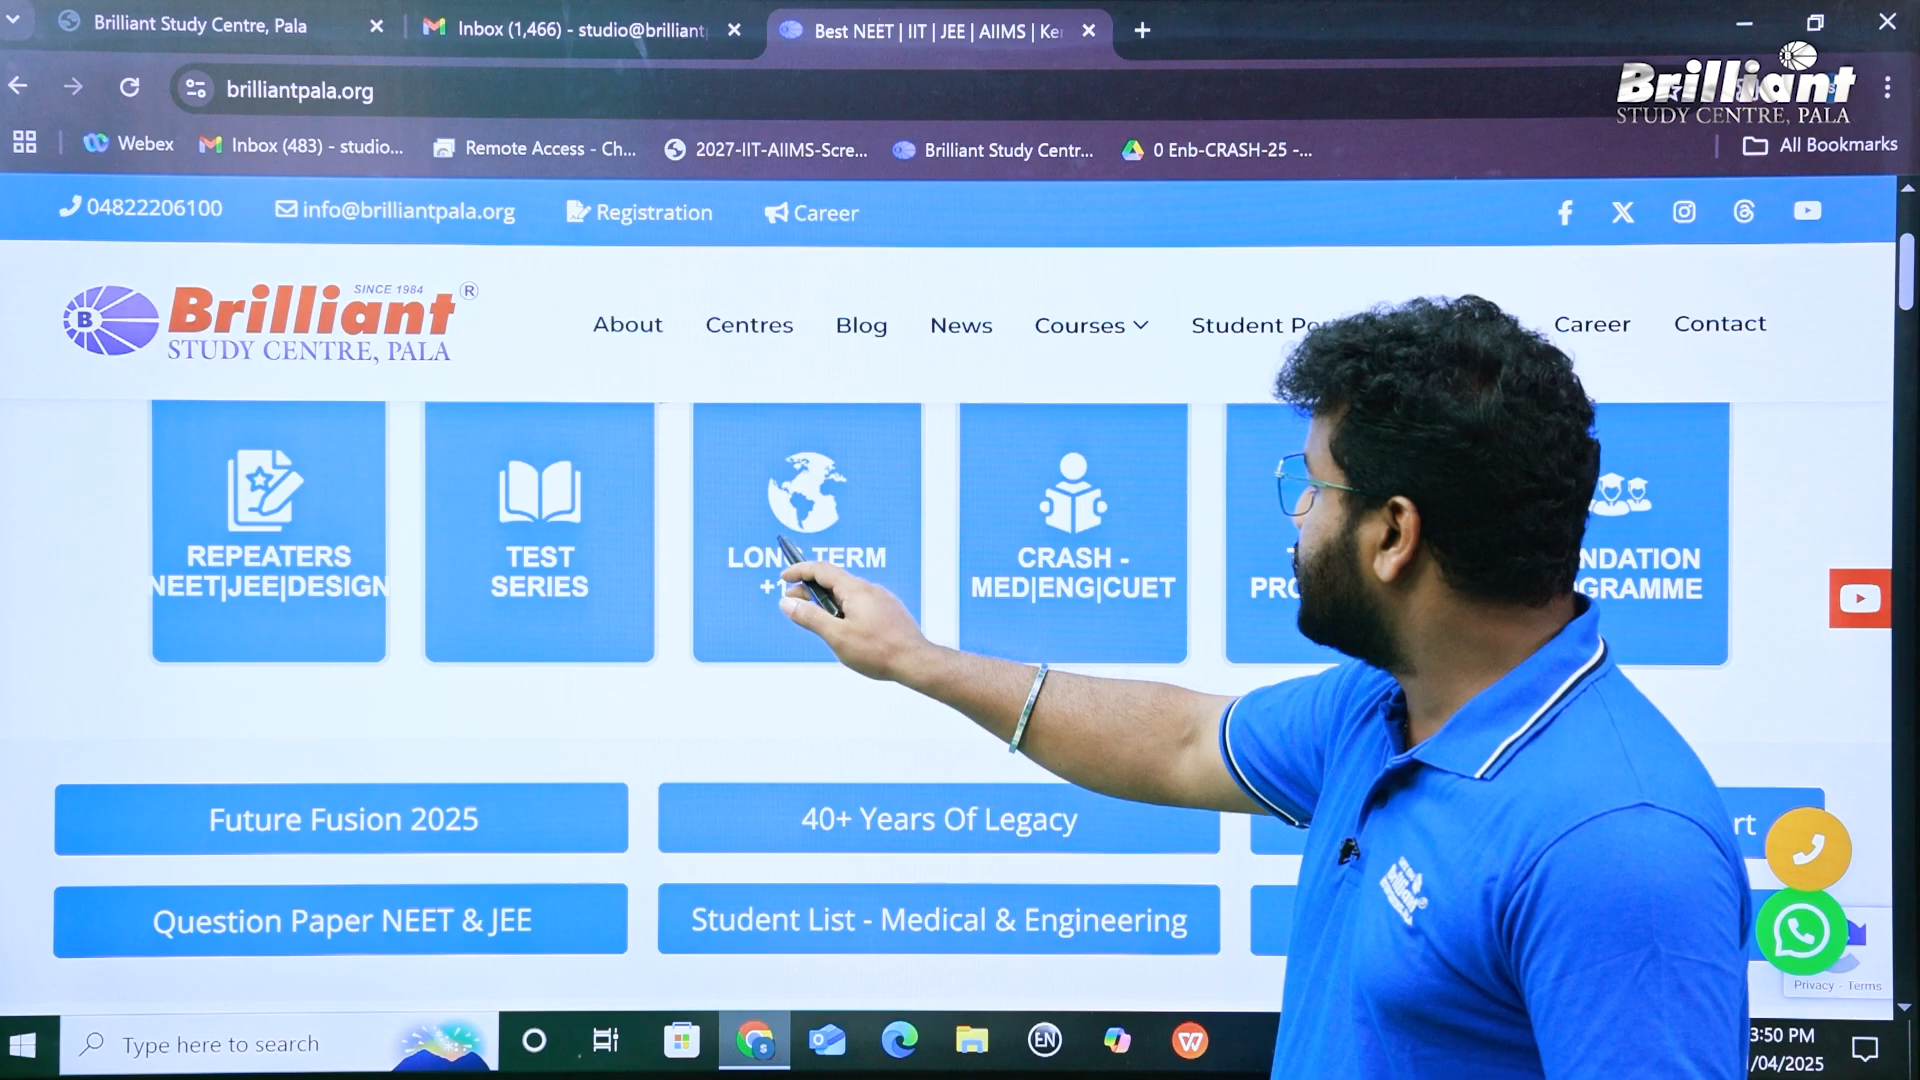 Brilliant Study Centre, Pala
Inbox (1,466) - studio@brilliant
Best NEET | IIT | JEE | AIIMS | Ke
brilliantpala.org
Brilliant
STUDY CENTRE, PALA
Webex
Inbox (483) - studio...
Remote Access - Ch...
2027-IIT-AIIMS-Scre...
Brilliant Study Centr...
0 Enb-CRASH-25 -...
All Bookmarks
04822206100
info@brilliantpala.org
Registration
Career
SINCE 1984
B
Brilliant®
STUDY CENTRE, PALA
About
Centres
Blog
News
Courses
Student Po
Career
Contact
REPEATERS
NEET|JEE|DESIGN
TEST
SERIES
LONG TERM
CRASH -
MED|ENG|CUET
Future Fusion 2025
40+ Years Of Legacy
Question Paper NEET & JEE
Student List - Medical & Engineering
Brilliant
Privacy - Terms
Type here to search
EN
3:50 PM
/04/2025